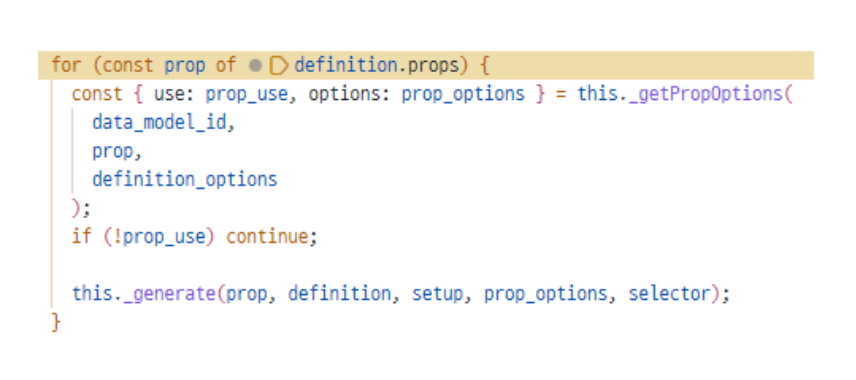 for (const prop of definition.props) {
const { use: prop_use, options: prop_options } = this._getPropOptions(
data_model_id,
prop,
definition_options
);
if (!prop_use) continue;
this._generate(prop, definition, setup, prop_options, selector);
}